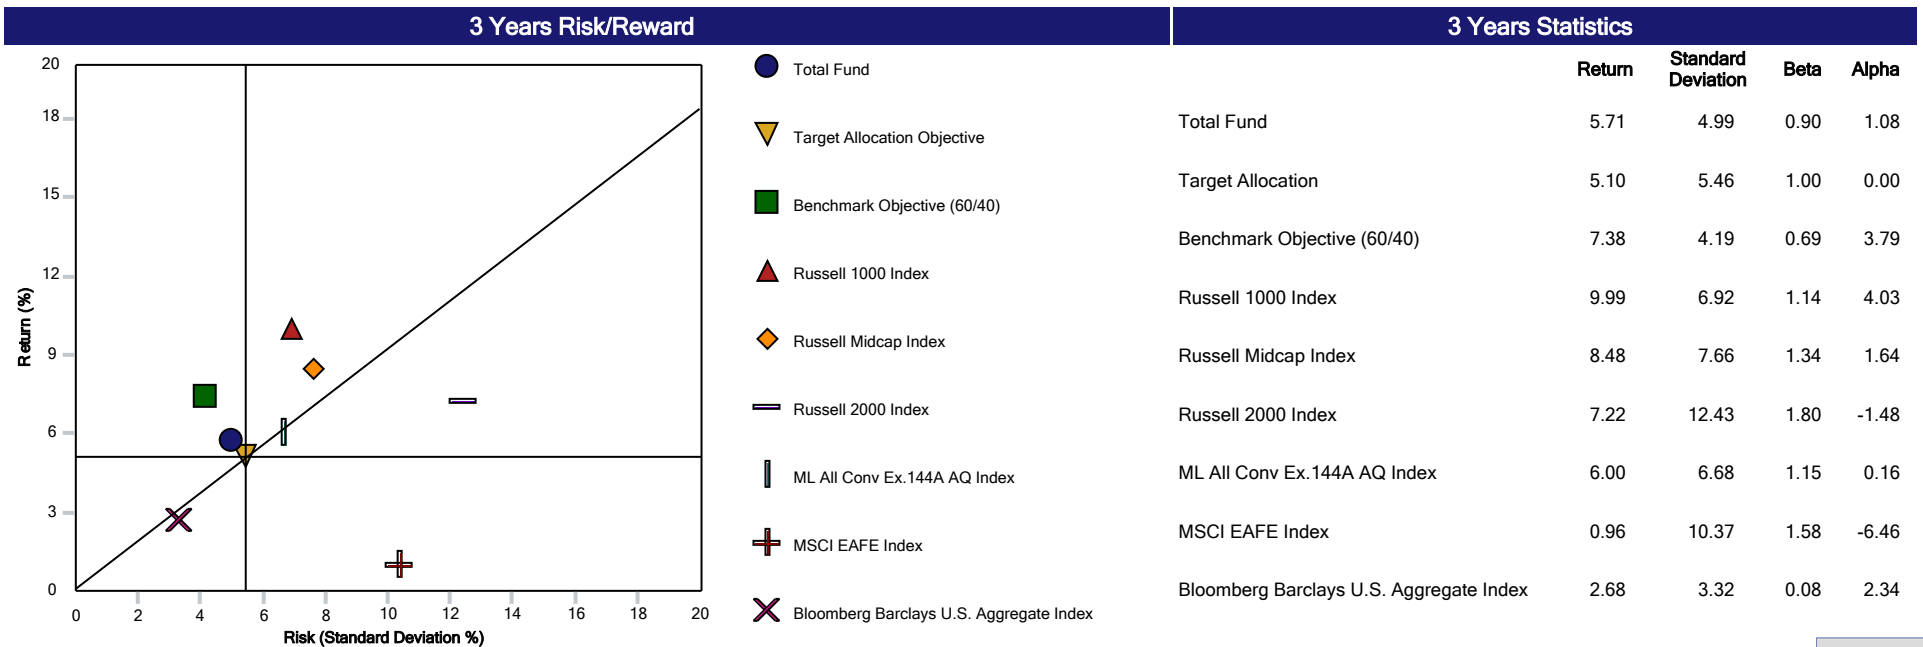 3 Years Risk/Reward
3 Years Statistics
20
18
15
12
9
6
3
0
Return (%)
0 2 4 6 8 10 12 14 16 18 20
Risk (Standard Deviation %)
Total Fund
Target Allocation Objective
Benchmark Objective (60/40)
Russell 1000 Index
Russell Midcap Index
Russell 2000 Index
ML All Conv Ex.144A AQ Index
MSCI EAFE Index
Bloomberg Barclays U.S. Aggregate Index
Return Standard Deviation Beta Alpha
Total Fund 5.71 4.99 0.90 1.08
Target Allocation 5.10 5.46 1.00 0.00
Benchmark Objective (60/40) 7.38 4.19 0.69 3.79
Russell 1000 Index 9.99 6.92 1.14 4.03
Russell Midcap Index 8.48 7.66 1.34 1.64
Russell 2000 Index 7.22 12.43 1.80 -1.48
ML All Conv Ex.144A AQ Index 6.00 6.68 1.15 0.16
MSCI EAFE Index 0.96 10.37 1.58 -6.46
Bloomberg Barclays U.S. Aggregate Index 2.68 3.32 0.08 2.34